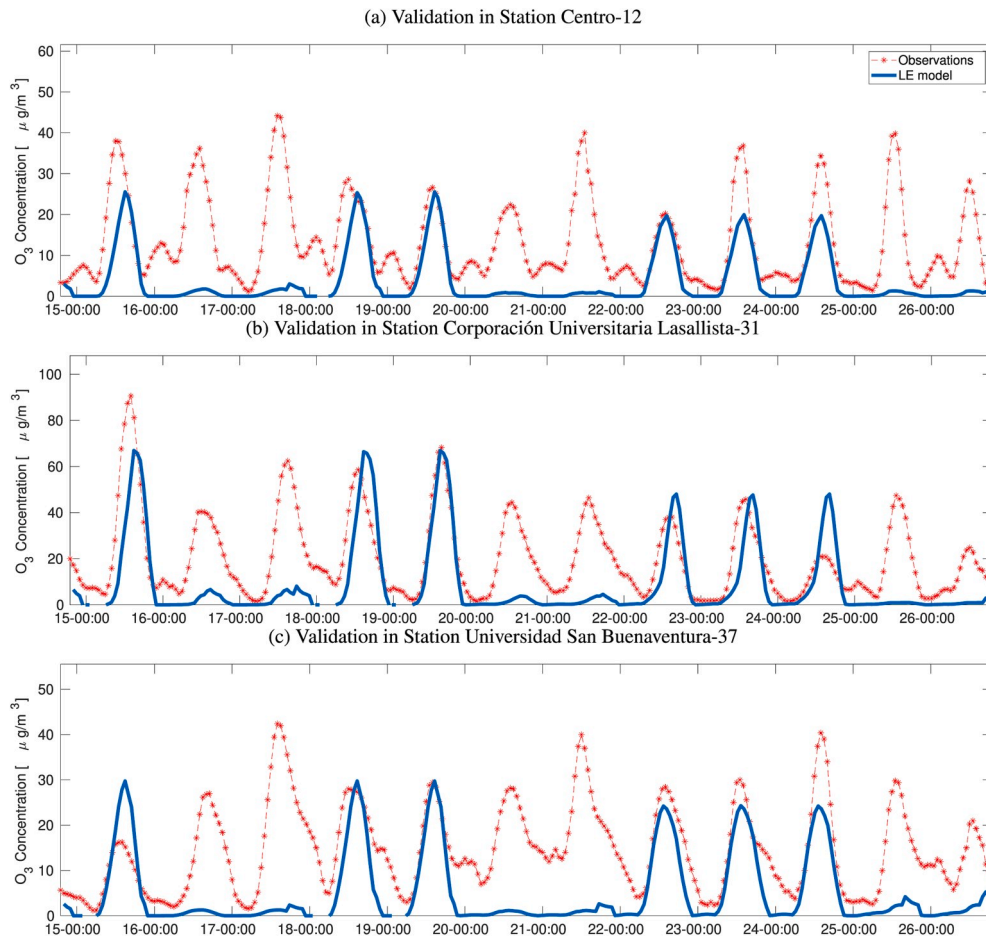 (a) Validation in Station Centro-12
60
50
40
30
20
10
0
O3 Concentration [ μ g/m3 ]
Observations
LE model
15-00:00 16-00:00 17-00:00 18-00:00 19-00:00 20-00:00 21-00:00 22-00:00 23-00:00 24-00:00 25-00:00 26-00:00
(b) Validation in Station Corporación Universitaria Lasallista-31
100
80
60
40
20
0
O3 Concentration [ μ g/m3 ]
15-00:00 16-00:00 17-00:00 18-00:00 19-00:00 20-00:00 21-00:00 22-00:00 23-00:00 24-00:00 25-00:00 26-00:00
(c) Validation in Station Universidad San Buenaventura-37
50
40
30
20
10
0
O3 Concentration [ μ g/m3 ]
15-00:00 16-00:00 17-00:00 18-00:00 19-00:00 20-00:00 21-00:00 22-00:00 23-00:00 24-00:00 25-00:00 26-00:00